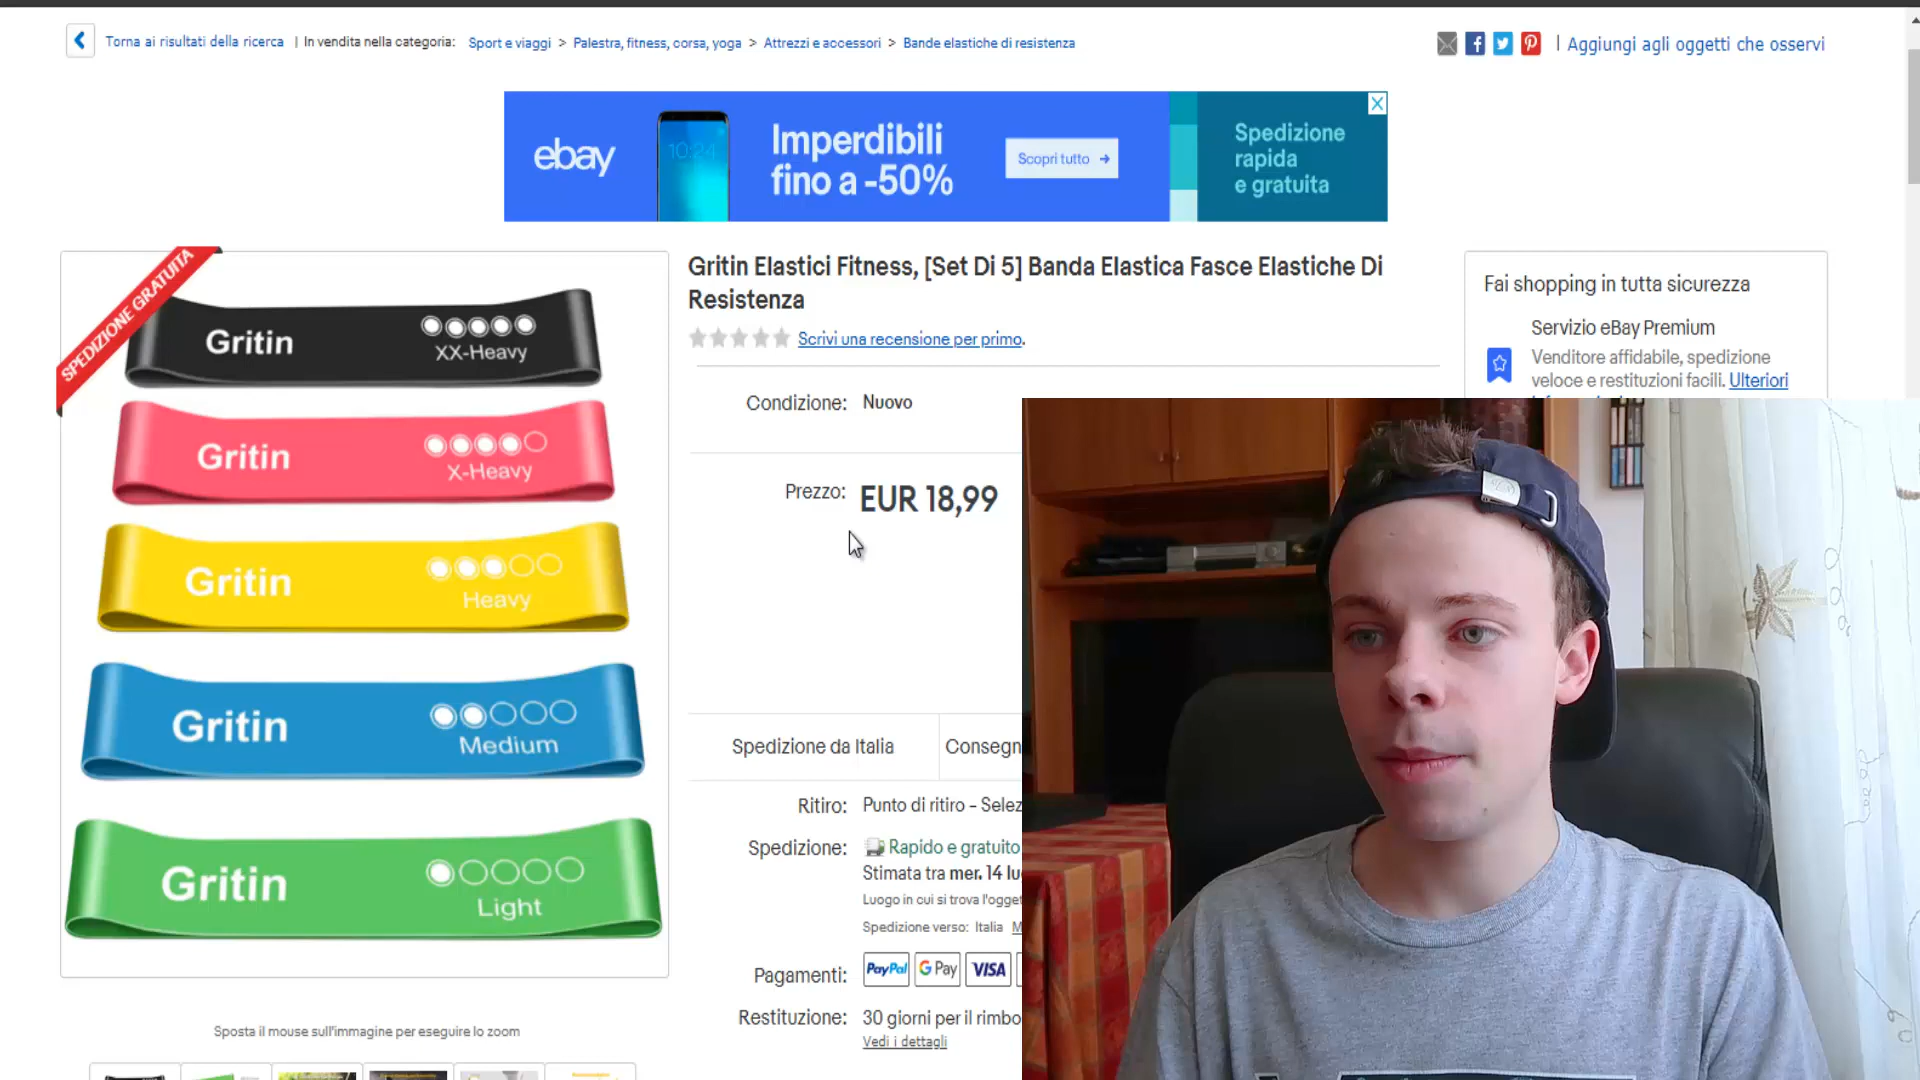 Torna ai risultati della ricerca | In vendita nella categoria: Sport e viaggi > Palestra, fitness, corsa, yoga > Attrezzi e accessori > Bande elastiche di resistenza
| Aggiungi agli oggetti che osservi
ebay
10:24
Imperdibili
fino a -50%
Scopri tutto →
Spedizione
rapida
e gratuita
SPEDIZIONE GRATUITA
Gritin
XX-Heavy
Gritin
X-Heavy
Gritin
Heavy
Gritin
Medium
Gritin
Light
Sposta il mouse sull'immagine per eseguire lo zoom
Gritin Elastici Fitness, [Set Di 5] Banda Elastica Fasce Elastiche Di
Resistenza
Scrivi una recensione per primo.
Condizione: Nuovo
Prezzo: EUR 18,99
Spedizione da Italia
Consegn
Ritiro: Punto di ritiro - Selez
Spedizione: Rapido e gratuito
Stimata tra mer. 14 lu
Luogo in cui si trova l'ogget
Spedizione verso: Italia M
Pagamenti: PayPal G Pay VISA
Restituzione: 30 giorni per il rimbo
Vedi i dettagli
Fai shopping in tutta sicurezza
Servizio eBay Premium
Venditore affidabile, spedizione
veloce e restituzioni facili. Ulteriori